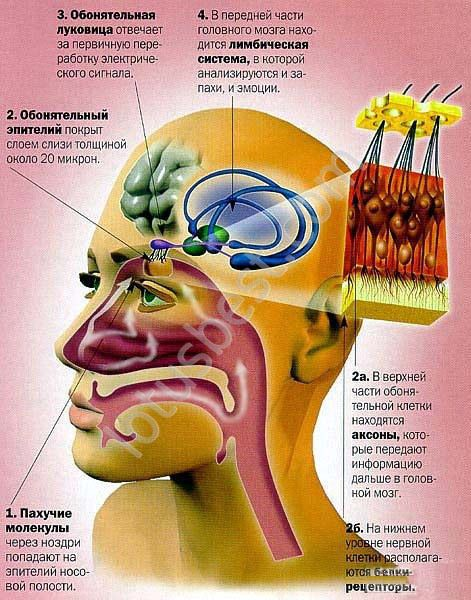 3. Обонятельная
луковица отвечает
за первичную пере-
работку электриче-
ского сигнала.
4. В передней части
головного мозга нахо-
дится лимбическая
система, в которой
анализируются и за-
пахи, и эмоции.
2. Обонятельный
эпителий покрыт
слоем слизи толщиной
около 20 микрон.
2а. В верхней
части обоня-
тельной клетки
находятся
аксоны, кото-
рые передают
информацию
дальше в голов-
ной мозг.
1. Пахучие
молекулы
через ноздри
попадают на
эпителий носо-
вой полости.
2б. На нижнем
уровне нервной
клетки располага-
ются белки-
рецепторы.
fotusbest.com